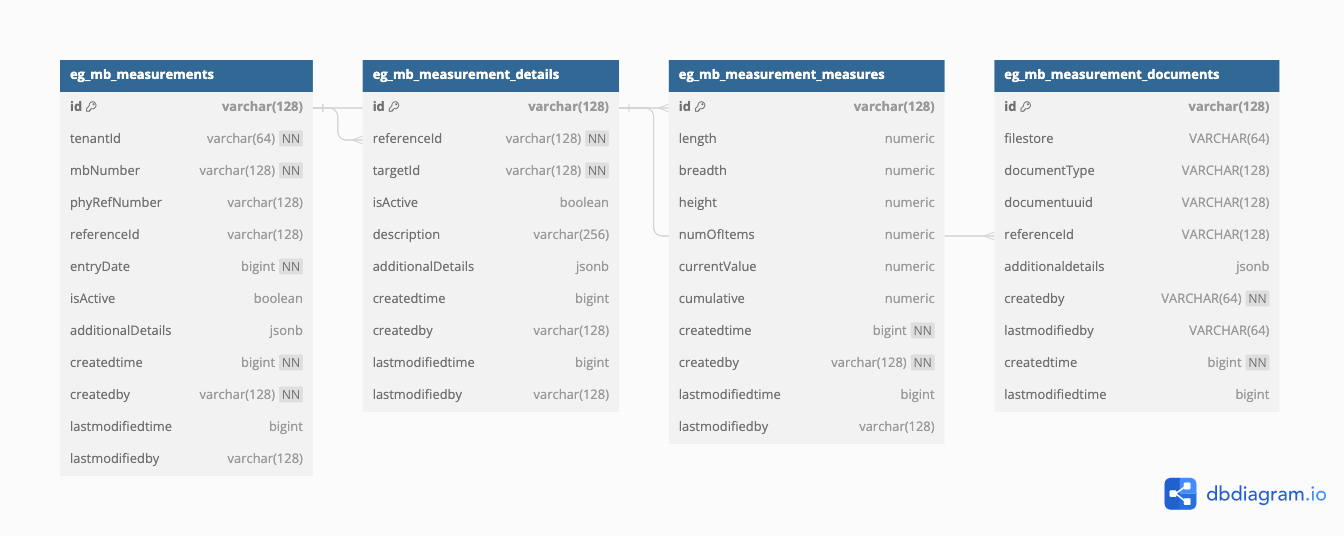 eg_mb_measurements
id varchar(128)
tenantId varchar(64) NN
mbNumber varchar(128) NN
phyRefNumber varchar(128)
referenceId varchar(128)
entryDate bigint NN
isActive boolean
additionalDetails jsonb
createdtime bigint NN
createdby varchar(128) NN
lastmodifiedtime bigint
lastmodifiedby varchar(128)
eg_mb_measurement_details
id varchar(128)
referenceId varchar(128) NN
targetId varchar(128) NN
isActive boolean
description varchar(256)
additionalDetails jsonb
createdtime bigint
createdby varchar(128)
lastmodifiedtime bigint
lastmodifiedby varchar(128)
eg_mb_measurement_measures
id varchar(128)
length numeric
breadth numeric
height numeric
numOfItems numeric
currentValue numeric
cumulative numeric
createdtime bigint NN
createdby varchar(128) NN
lastmodifiedtime bigint
lastmodifiedby varchar(128)
eg_mb_measurement_documents
id varchar(128)
filestore VARCHAR(64)
documentType VARCHAR(128)
documentuuid VARCHAR(128)
referenceId VARCHAR(128)
additionaldetails jsonb
createdby VARCHAR(64) NN
lastmodifiedby VARCHAR(64)
createdtime bigint NN
lastmodifiedtime bigint
dbdiagram.io